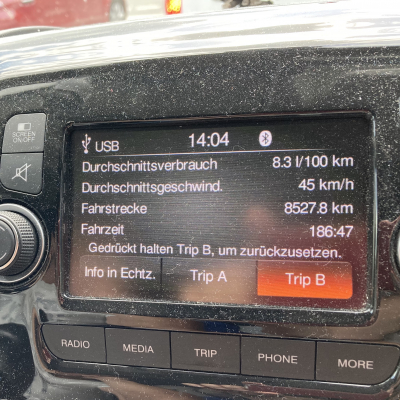 SCREEN
ON/OFF
USB 14:04
Durchschnittsverbrauch 8.3 l/100 km
Durchschnittsgeschwind. 45 km/h
Fahrstrecke 8527.8 km
Fahrzeit 186:47
Gedrückt halten Trip B, um zurückzusetzen.
Info in Echtz. Trip A Trip B
RADIO MEDIA TRIP PHONE MORE